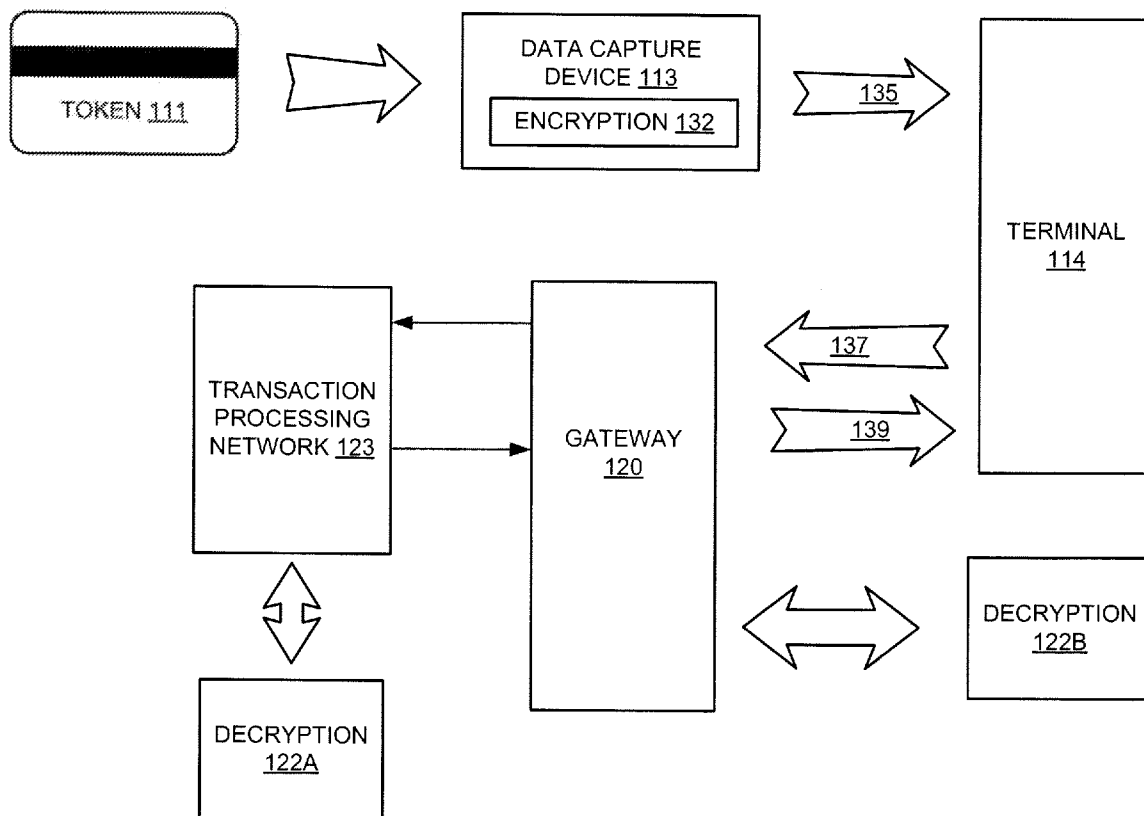 TOKEN 111
DATA CAPTURE
DEVICE 113
ENCRYPTION 132
135
TERMINAL
114
137
139
TRANSACTION
PROCESSING
NETWORK 123
GATEWAY
120
DECRYPTION
122A
DECRYPTION
122B